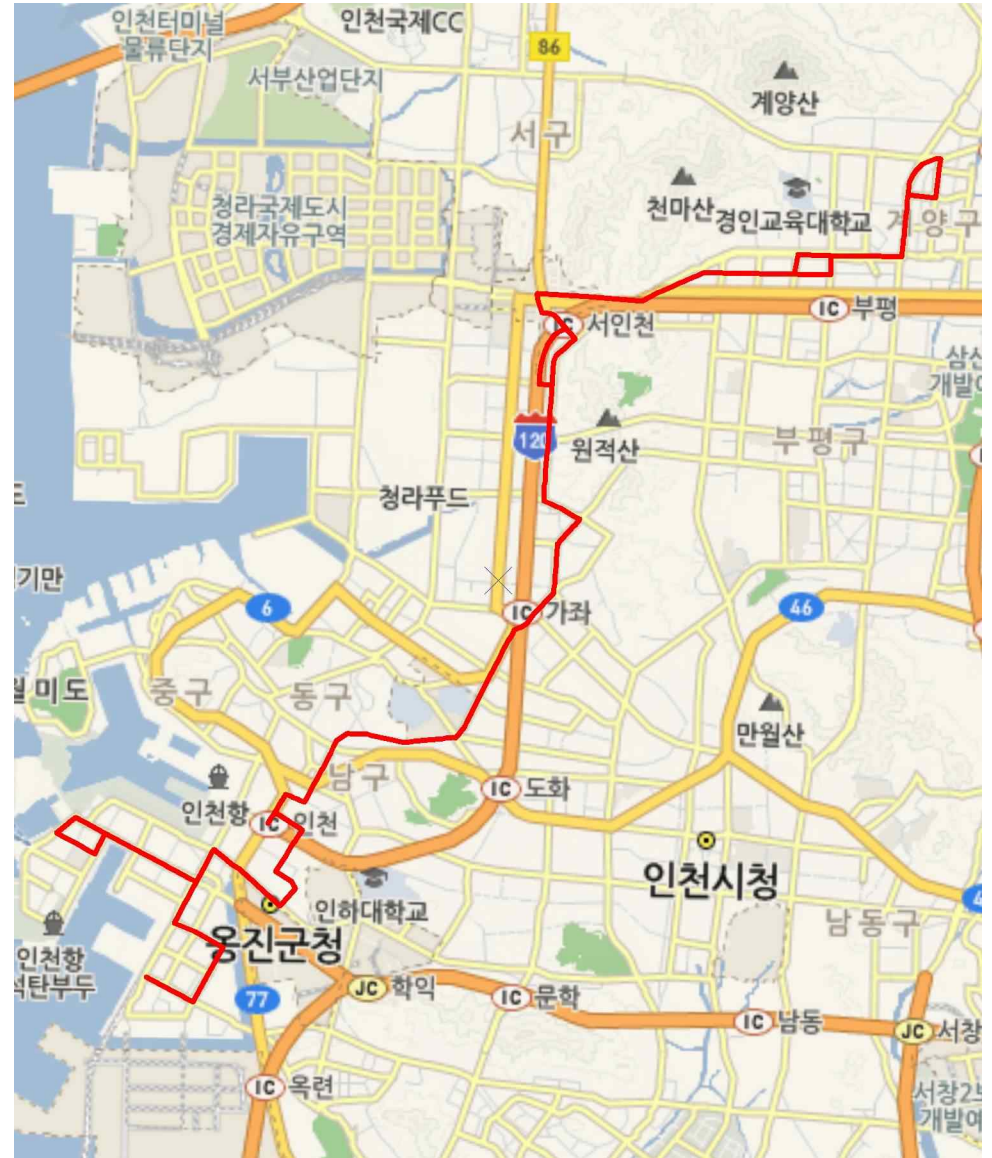 인천터미널
물류단지
인천국제CC
86
서부산업단지
계양산
서구
천마산
경인교육대학교
계양구
청라국제도시
경제자유구역
IC 부평
IC 서인천
삼산
개발예
120
원적산
부평구
청라푸드
기만
6
IC 가좌
46
월미도
중구
동구
만월산
남구
IC 도화
인천항
IC 인천
인천시청
인하대학교
남동구
옹진군청
인천항
석탄부두
77
JC 학익
IC 문학
IC 남동
JC 서창
IC 옥련
서창2
개발예